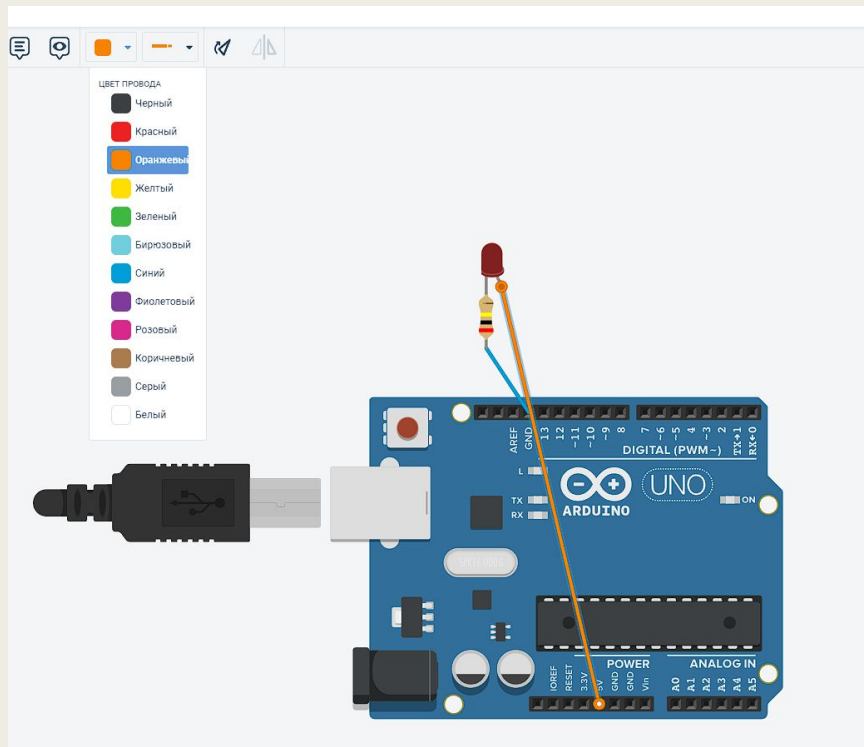 ЦВЕТ ПРОВОДА
Черный
Красный
Оранжевый
Желтый
Зеленый
Бирюзовый
Синий
Фиолетовый
Розовый
Коричневый
Серый
Белый
AREF
GND
13
12
~11
~10
~9
8
7
~6
~5
4
~3
2
TX→1
RX←0
DIGITAL (PWM~)
L
TX
RX
ARDUINO
UNO
ON
POWER
ANALOG IN
IOREF
RESET
3.3V
5V
GND
GND
Vin
A0
A1
A2
A3
A4
A5